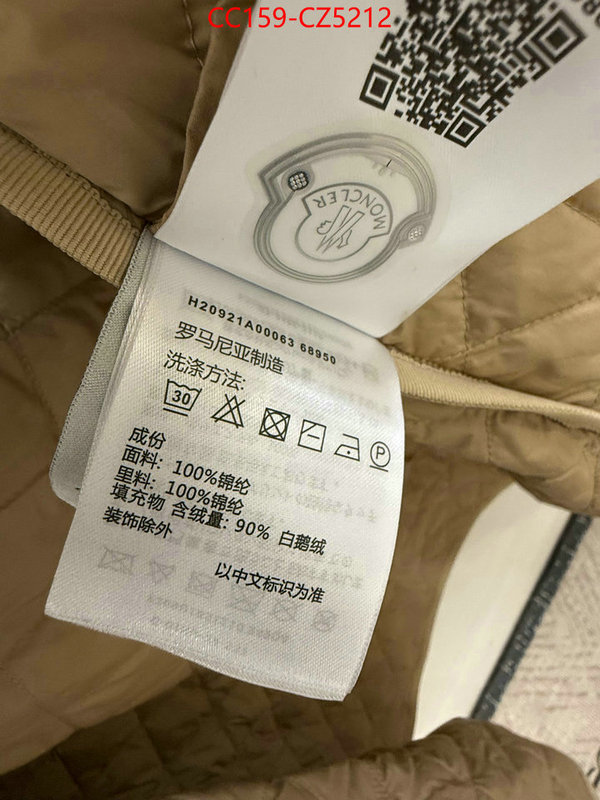 CC159-CZ5212
MONCLER
H20921A00063 68950
罗马尼亚制造
洗涤方法:
30
P
成份
面料: 100%锦纶
里料: 100%锦纶
填充物 含绒量: 90% 白鹅绒
装饰除外
以中文标识为准